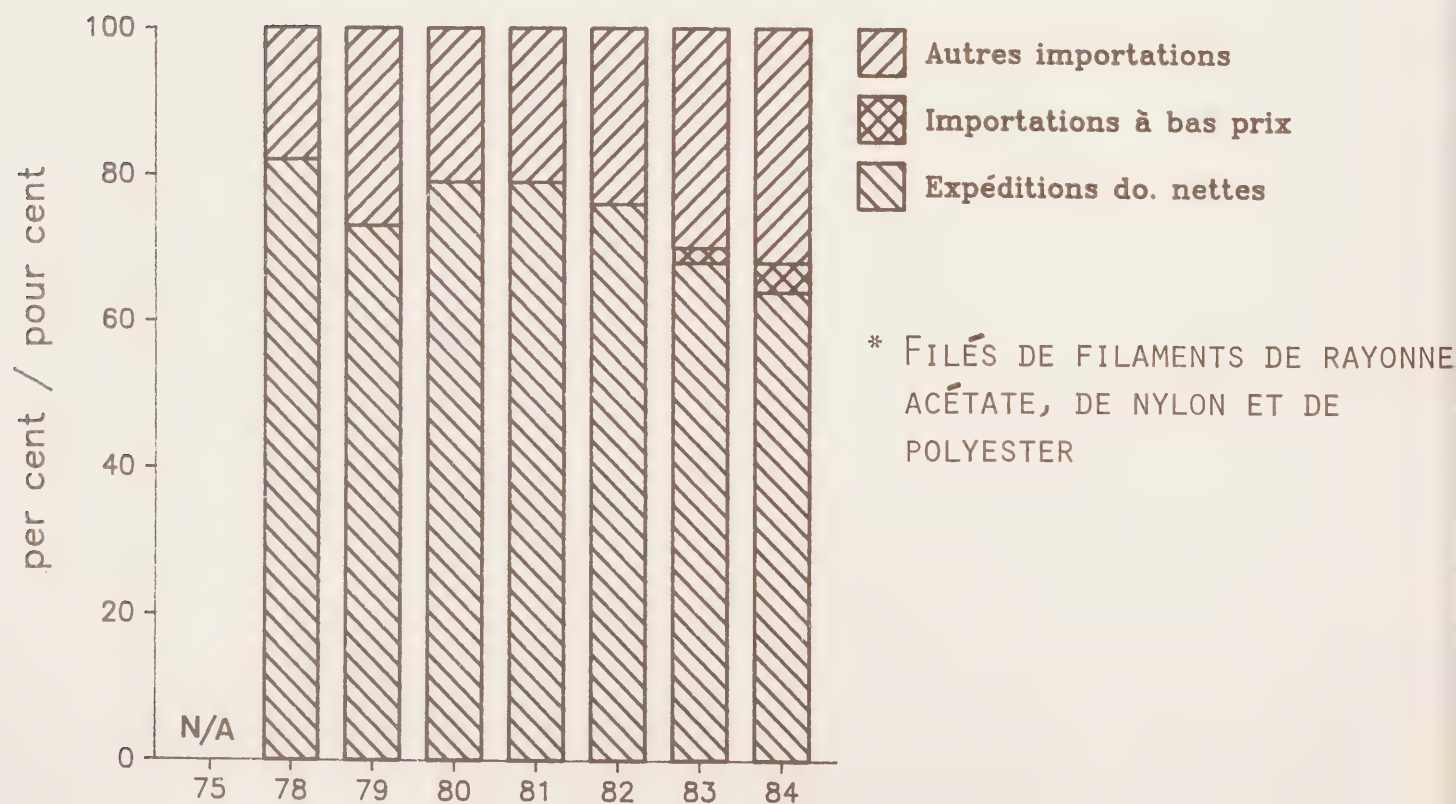 per cent / pour cent
100
80
60
40
20
0
N/A
75 78 79 80 81 82 83 84
Autres importations
Importations à bas prix
Expéditions do. nettes
* FILÉS DE FILAMENTS DE RAYONNE
ACÉTATE, DE NYLON ET DE
POLYESTER